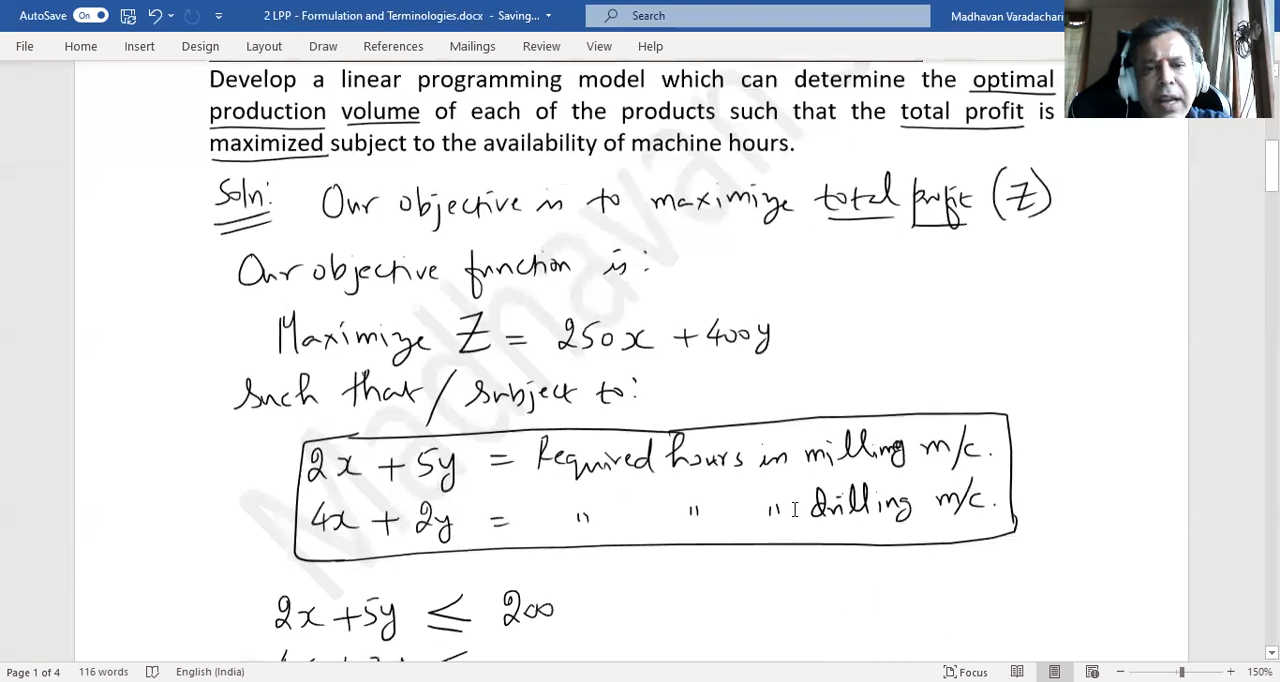 AutoSave On 2 LPP - Formulation and Terminologies.docx - Saving... Search Madhavan Varadachari
File Home Insert Design Layout Draw References Mailings Review View Help
Develop a linear programming model which can determine the optimal
production volume of each of the products such that the total profit is
maximized subject to the availability of machine hours.
Soln: Our objective is to maximize total profit (Z)
Our objective function is:
Maximize Z = 250x + 400y
Such that / subject to:
2x + 5y = Required hours in milling m/c.
4x + 2y = " " " drilling m/c.
2x + 5y ≤ 200
Madhavan
Page 1 of 4 116 words English (India) Focus 150%